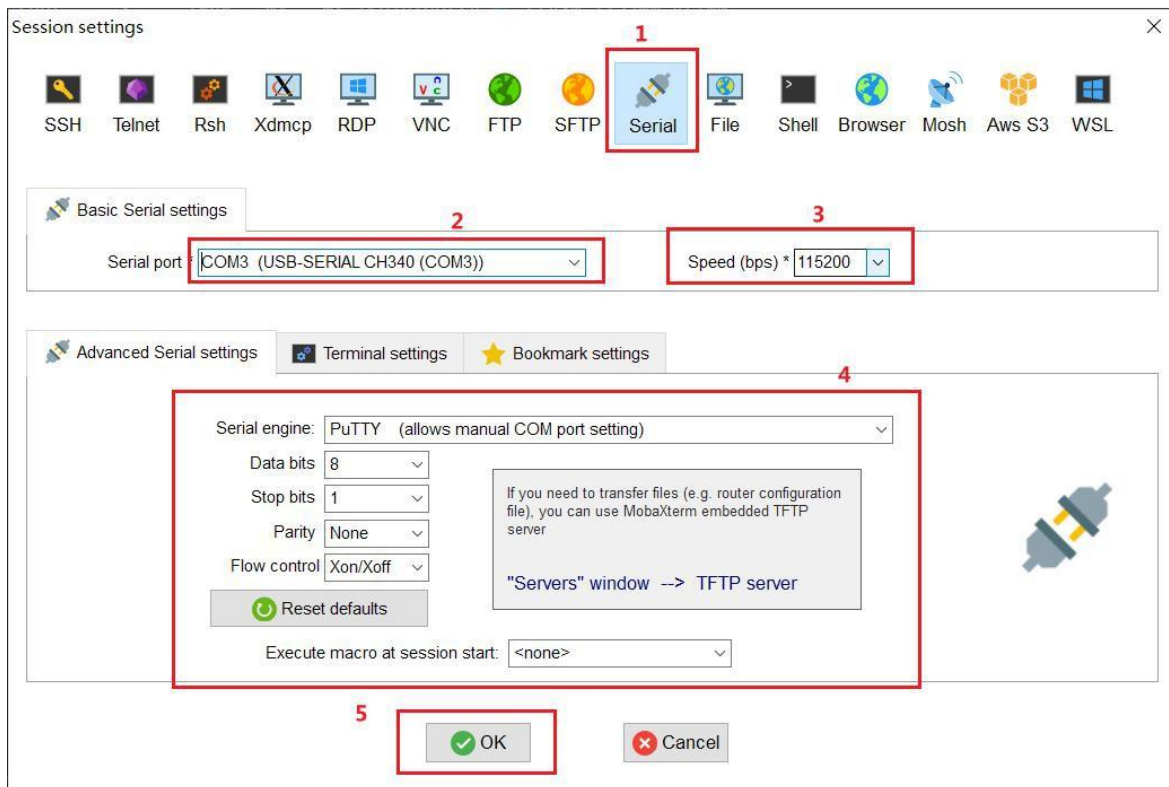 Session settings
1
SSH Telnet Rsh Xdmcp RDP VNC FTP SFTP Serial File Shell Browser Mosh Aws S3 WSL
Basic Serial settings
2
3
Serial port * COM3 (USB-SERIAL CH340 (COM3))
Speed (bps) * 115200
Advanced Serial settings
Terminal settings
Bookmark settings
4
Serial engine: PuTTY (allows manual COM port setting)
Data bits 8
Stop bits 1
Parity None
Flow control Xon/Xoff
Reset defaults
If you need to transfer files (e.g. router configuration
file), you can use MobaXterm embedded TFTP
server
"Servers" window --> TFTP server
Execute macro at session start: <none>
5
OK
Cancel